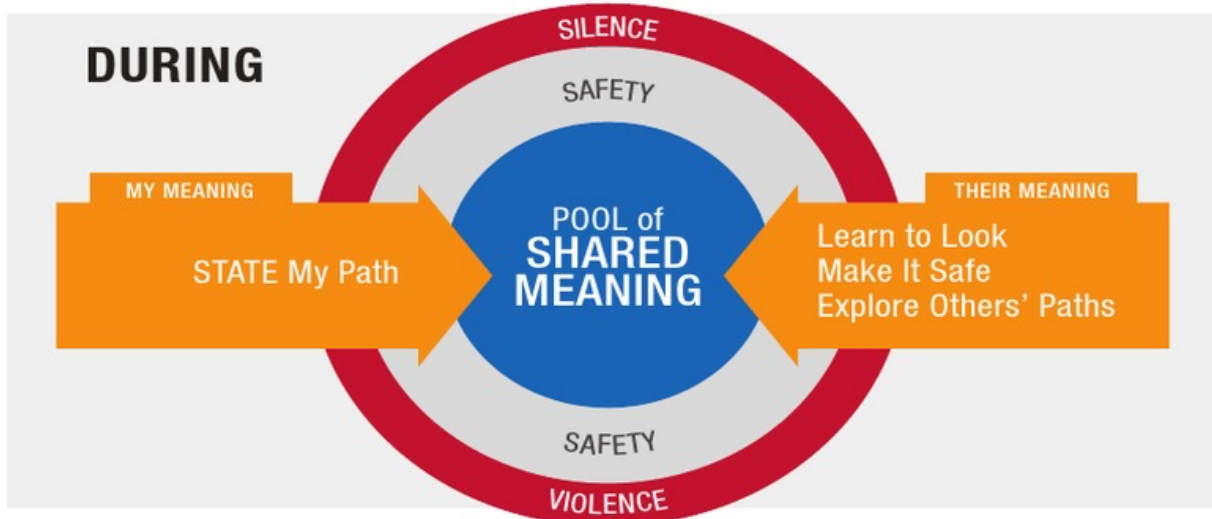 DURING
SILENCE
SAFETY
MY MEANING
STATE My Path
POOL of
SHARED
MEANING
THEIR MEANING
Learn to Look
Make It Safe
Explore Others’ Paths
SAFETY
VIOLENCE